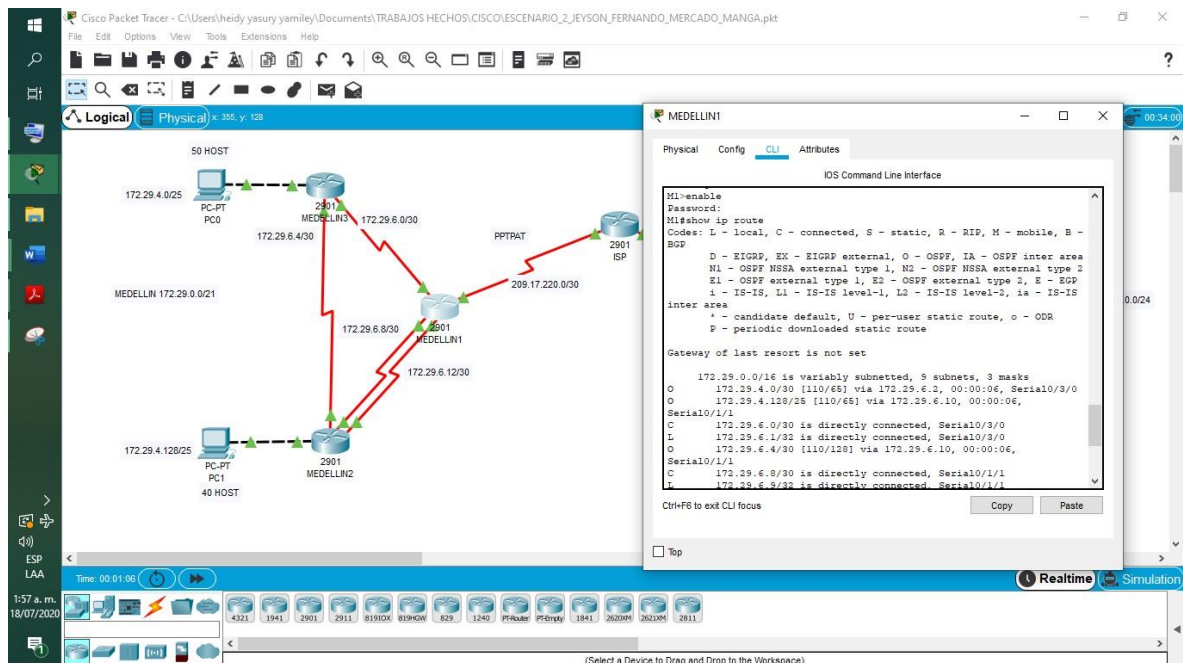 Cisco Packet Tracer - C:\Users\heidy yasury yamiley\Documents\TRABAJOS HECHOS\CISCO\ESCENARIO_2_JEYSON_FERNANDO_MERCADO_MANGA.pkt
File Edit Options View Tools Extensions Help
Logical Physical x: 355, y: 128
00:34:00
50 HOST
172.29.4.0/25
PC-PT
PC0
2901
MEDELLIN3
172.29.6.0/30
172.29.6.4/30
PPTPAT
2901
ISP
209.17.220.0/30
MEDELLIN 172.29.0.0/21
172.29.6.8/30
2901
MEDELLIN1
172.29.6.12/30
172.29.4.128/25
PC-PT
PC1
40 HOST
2901
MEDELLIN2
0.0/24
MEDELLIN1
Physical Config CLI Attributes
IOS Command Line Interface
M1>enable
Password:
M1#show ip route
Codes: L - local, C - connected, S - static, R - RIP, M - mobile, B -
BGP
D - EIGRP, EX - EIGRP external, O - OSPF, IA - OSPF inter area
N1 - OSPF NSSA external type 1, N2 - OSPF NSSA external type 2
E1 - OSPF external type 1, E2 - OSPF external type 2, E - EGP
i - IS-IS, L1 - IS-IS level-1, L2 - IS-IS level-2, ia - IS-IS
inter area
* - candidate default, U - per-user static route, o - ODR
P - periodic downloaded static route
Gateway of last resort is not set
172.29.0.0/16 is variably subnetted, 9 subnets, 3 masks
O 172.29.4.0/30 [110/65] via 172.29.6.2, 00:00:06, Serial0/3/0
O 172.29.4.128/25 [110/65] via 172.29.6.10, 00:00:06,
Serial0/1/1
C 172.29.6.0/30 is directly connected, Serial0/3/0
L 172.29.6.1/32 is directly connected, Serial0/3/0
O 172.29.6.4/30 [110/128] via 172.29.6.10, 00:00:06,
Serial0/1/1
C 172.29.6.8/30 is directly connected, Serial0/1/1
L 172.29.6.9/32 is directly connected, Serial0/1/1
Ctrl+F6 to exit CLI focus
Copy Paste
Top
Time: 00:01:06
Realtime Simulation
4321 1941 2901 2911 819IOX 819HGW 829 1240 PT-Router PT-Empty 1841 2620XM 2621XM 2811
(Select a Device to Drag and Drop to the Workspace)
ESP
LAA
1:57 a. m.
18/07/2020